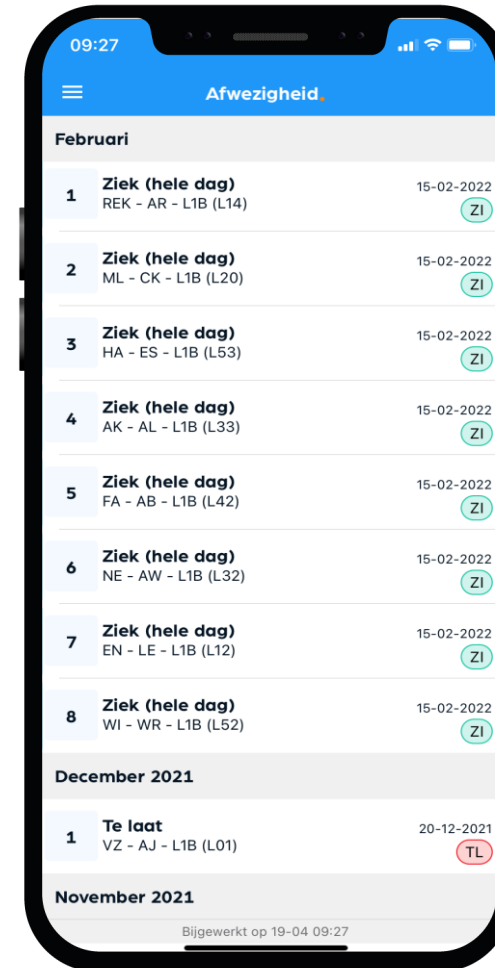 09:27
Afwezigheid.
Februari
1 Ziek (hele dag) 15-02-2022
REK - AR - L1B (L14) ZI
2 Ziek (hele dag) 15-02-2022
ML - CK - L1B (L20) ZI
3 Ziek (hele dag) 15-02-2022
HA - ES - L1B (L53) ZI
4 Ziek (hele dag) 15-02-2022
AK - AL - L1B (L33) ZI
5 Ziek (hele dag) 15-02-2022
FA - AB - L1B (L42) ZI
6 Ziek (hele dag) 15-02-2022
NE - AW - L1B (L32) ZI
7 Ziek (hele dag) 15-02-2022
EN - LE - L1B (L12) ZI
8 Ziek (hele dag) 15-02-2022
WI - WR - L1B (L52) ZI
December 2021
1 Te laat 20-12-2021
VZ - AJ - L1B (L01) TL
November 2021
Bijgewerkt op 19-04 09:27